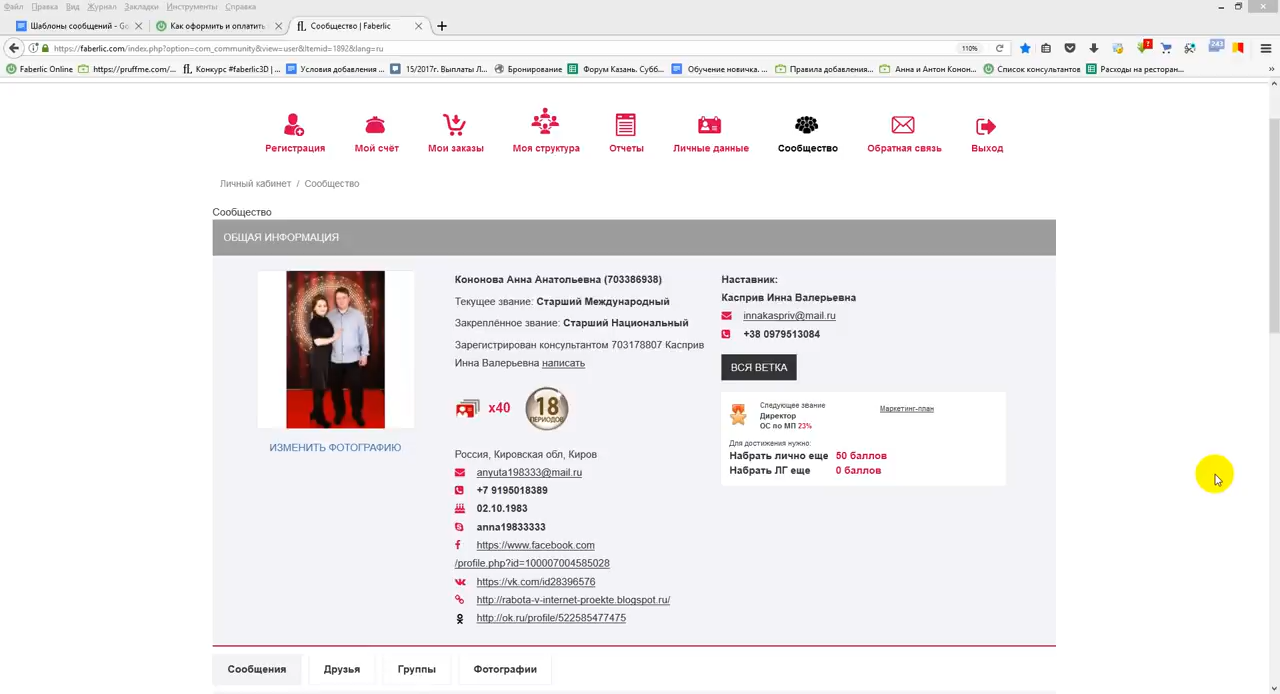 Файл Правка Вид Журнал Закладки Инструменты Справка
Шаблоны сообщений - Go
Как оформить и оплатить
Сообщество | Faberlic
https://faberlic.com/index.php?option=com_community&view=user&Itemid=1892&lang=ru
110%
243
Faberlic Online
https://pruffme.com/...
Конкурс #faberlic3D | ...
Условия добавления ...
15/2017г. Выплаты Л...
Бронирование
Форум Казань. Субб...
Обучение новичка. ...
Правила добавления...
Анна и Антон Конон...
Список консультантов
Расходы на ресторан...
Регистрация
Мой счёт
Мои заказы
Моя структура
Отчеты
Личные данные
Сообщество
Обратная связь
Выход
Личный кабинет / Сообщество
Сообщество
ОБЩАЯ ИНФОРМАЦИЯ
ИЗМЕНИТЬ ФОТОГРАФИЮ
Кононова Анна Анатольевна (703386938)
Текущее звание: Старший Международный
Закреплённое звание: Старший Национальный
Зарегистрирован консультантом 703178807 Касприв
Инна Валерьевна написать
x40
18
ПЕРИОДОВ
Россия, Кировская обл, Киров
anyuta198333@mail.ru
+7 9195018389
02.10.1983
anna19833333
https://www.facebook.com
/profile.php?id=100007004585028
https://vk.com/id28396576
http://rabota-v-internet-proekte.blogspot.ru/
http://ok.ru/profile/522585477475
Наставник:
Касприв Инна Валерьевна
innakaspriv@mail.ru
+38 0979513084
ВСЯ ВЕТКА
Следующее звание
Директор
ОС по МП 23%
Маркетинг-план
Для достижения нужно:
Набрать лично еще 50 баллов
Набрать ЛГ еще 0 баллов
Сообщения
Друзья
Группы
Фотографии